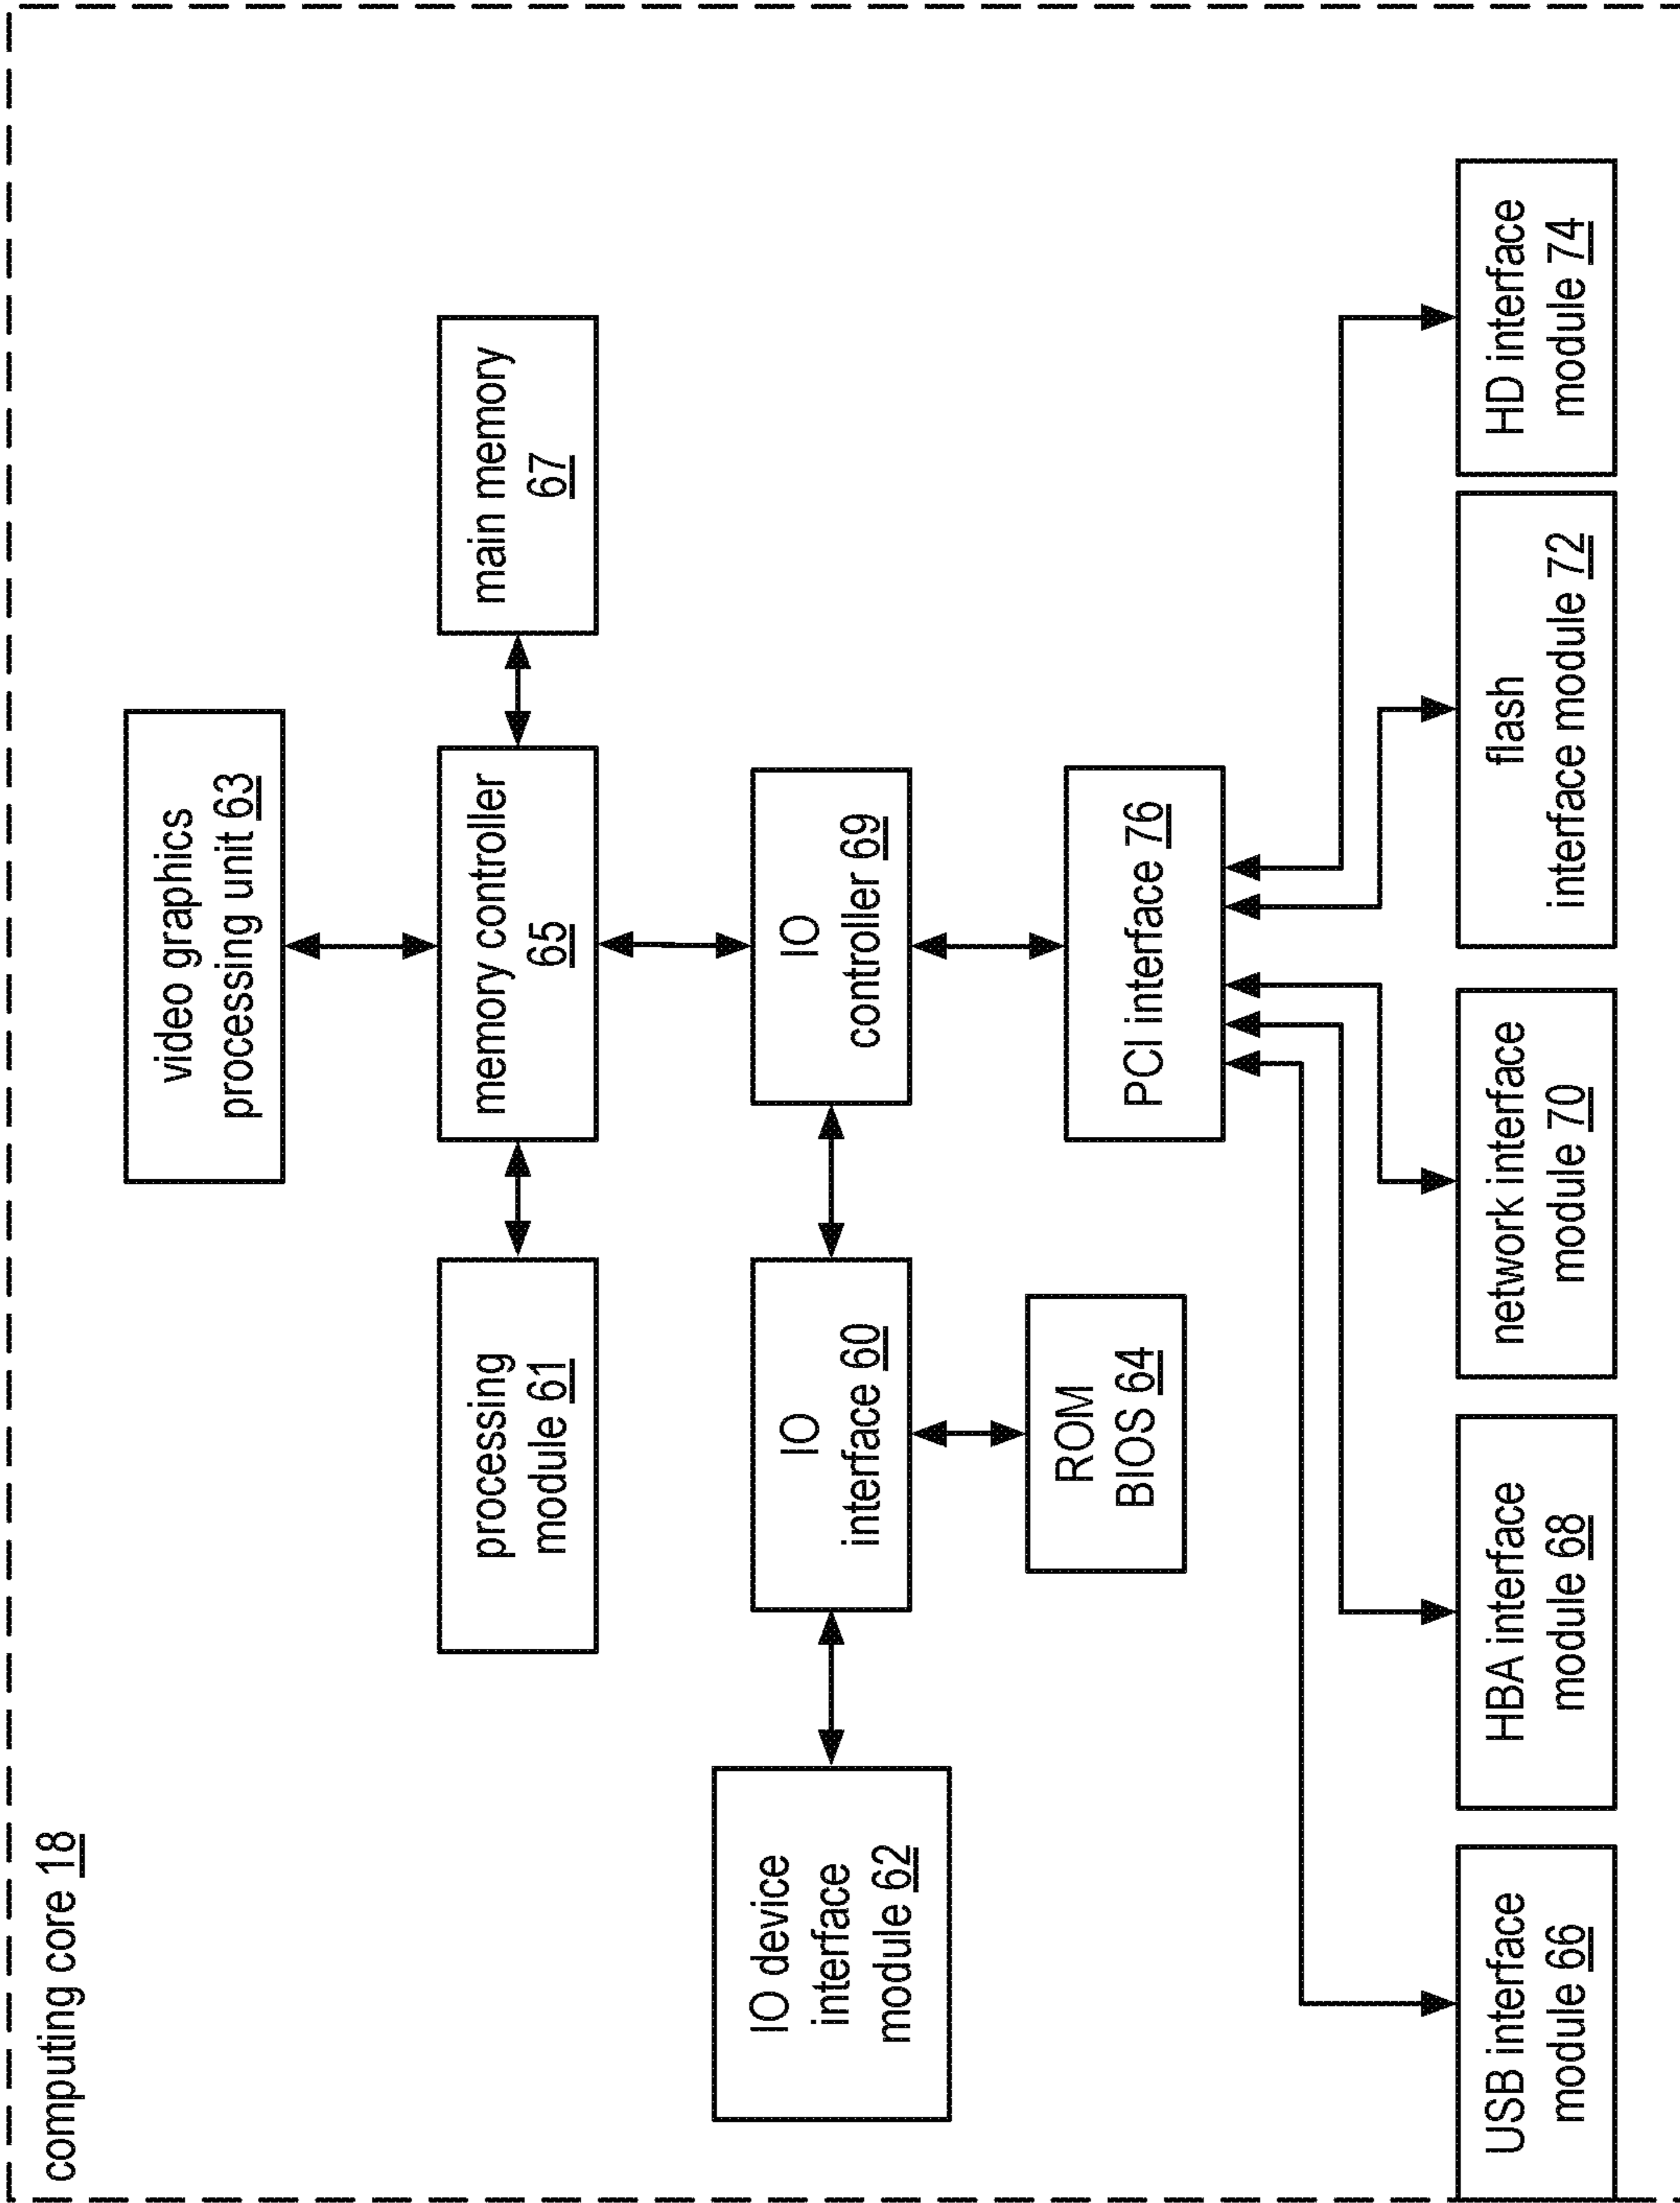 computing core 18
video graphics
processing unit 63
processing
module 61
memory controller
65
main memory
67
IO device
interface
module 62
IO
interface 60
IO
controller 69
ROM
BIOS 64
PCI interface 76
USB interface
module 66
HBA interface
module 68
network interface
module 70
flash
interface module 72
HD interface
module 74